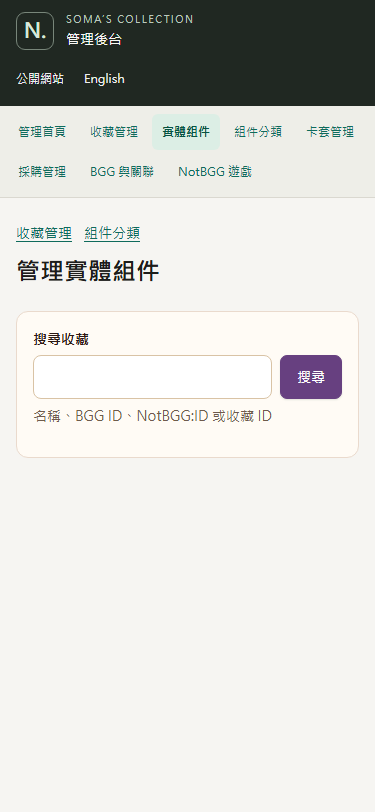 N.
SOMA'S COLLECTION
管理後台
公開網站 English
管理首頁 收藏管理 實體組件 組件分類 卡套管理
採購管理 BGG 與關聯 NotBGG 遊戲
收藏管理 組件分類
管理實體組件
搜尋收藏
搜尋
名稱、BGG ID、NotBGG:ID 或收藏 ID